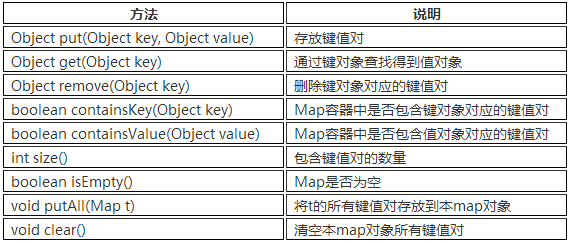 方法 说明
Object put(Object key, Object value) 存放键值对
Object get(Object key) 通过键对象查找得到值对象
Object remove(Object key) 删除键对象对应的键值对
boolean containsKey(Object key) Map容器中是否包含键对象对应的键值对
boolean containsValue(Object value) Map容器中是否包含值对象对应的键值对
int size() 包含键值对的数量
boolean isEmpty() Map是否为空
void putAll(Map t) 将t的所有键值对存放到本map对象
void clear() 清空本map对象所有键值对